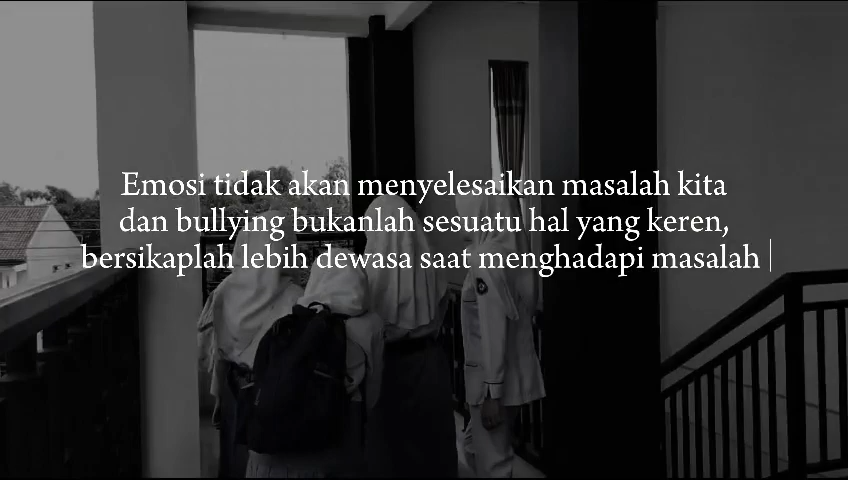 Emosi tidak akan menyelesaikan masalah kita
dan bullying bukanlah sesuatu hal yang keren,
bersikaplah lebih dewasa saat menghadapi masalah